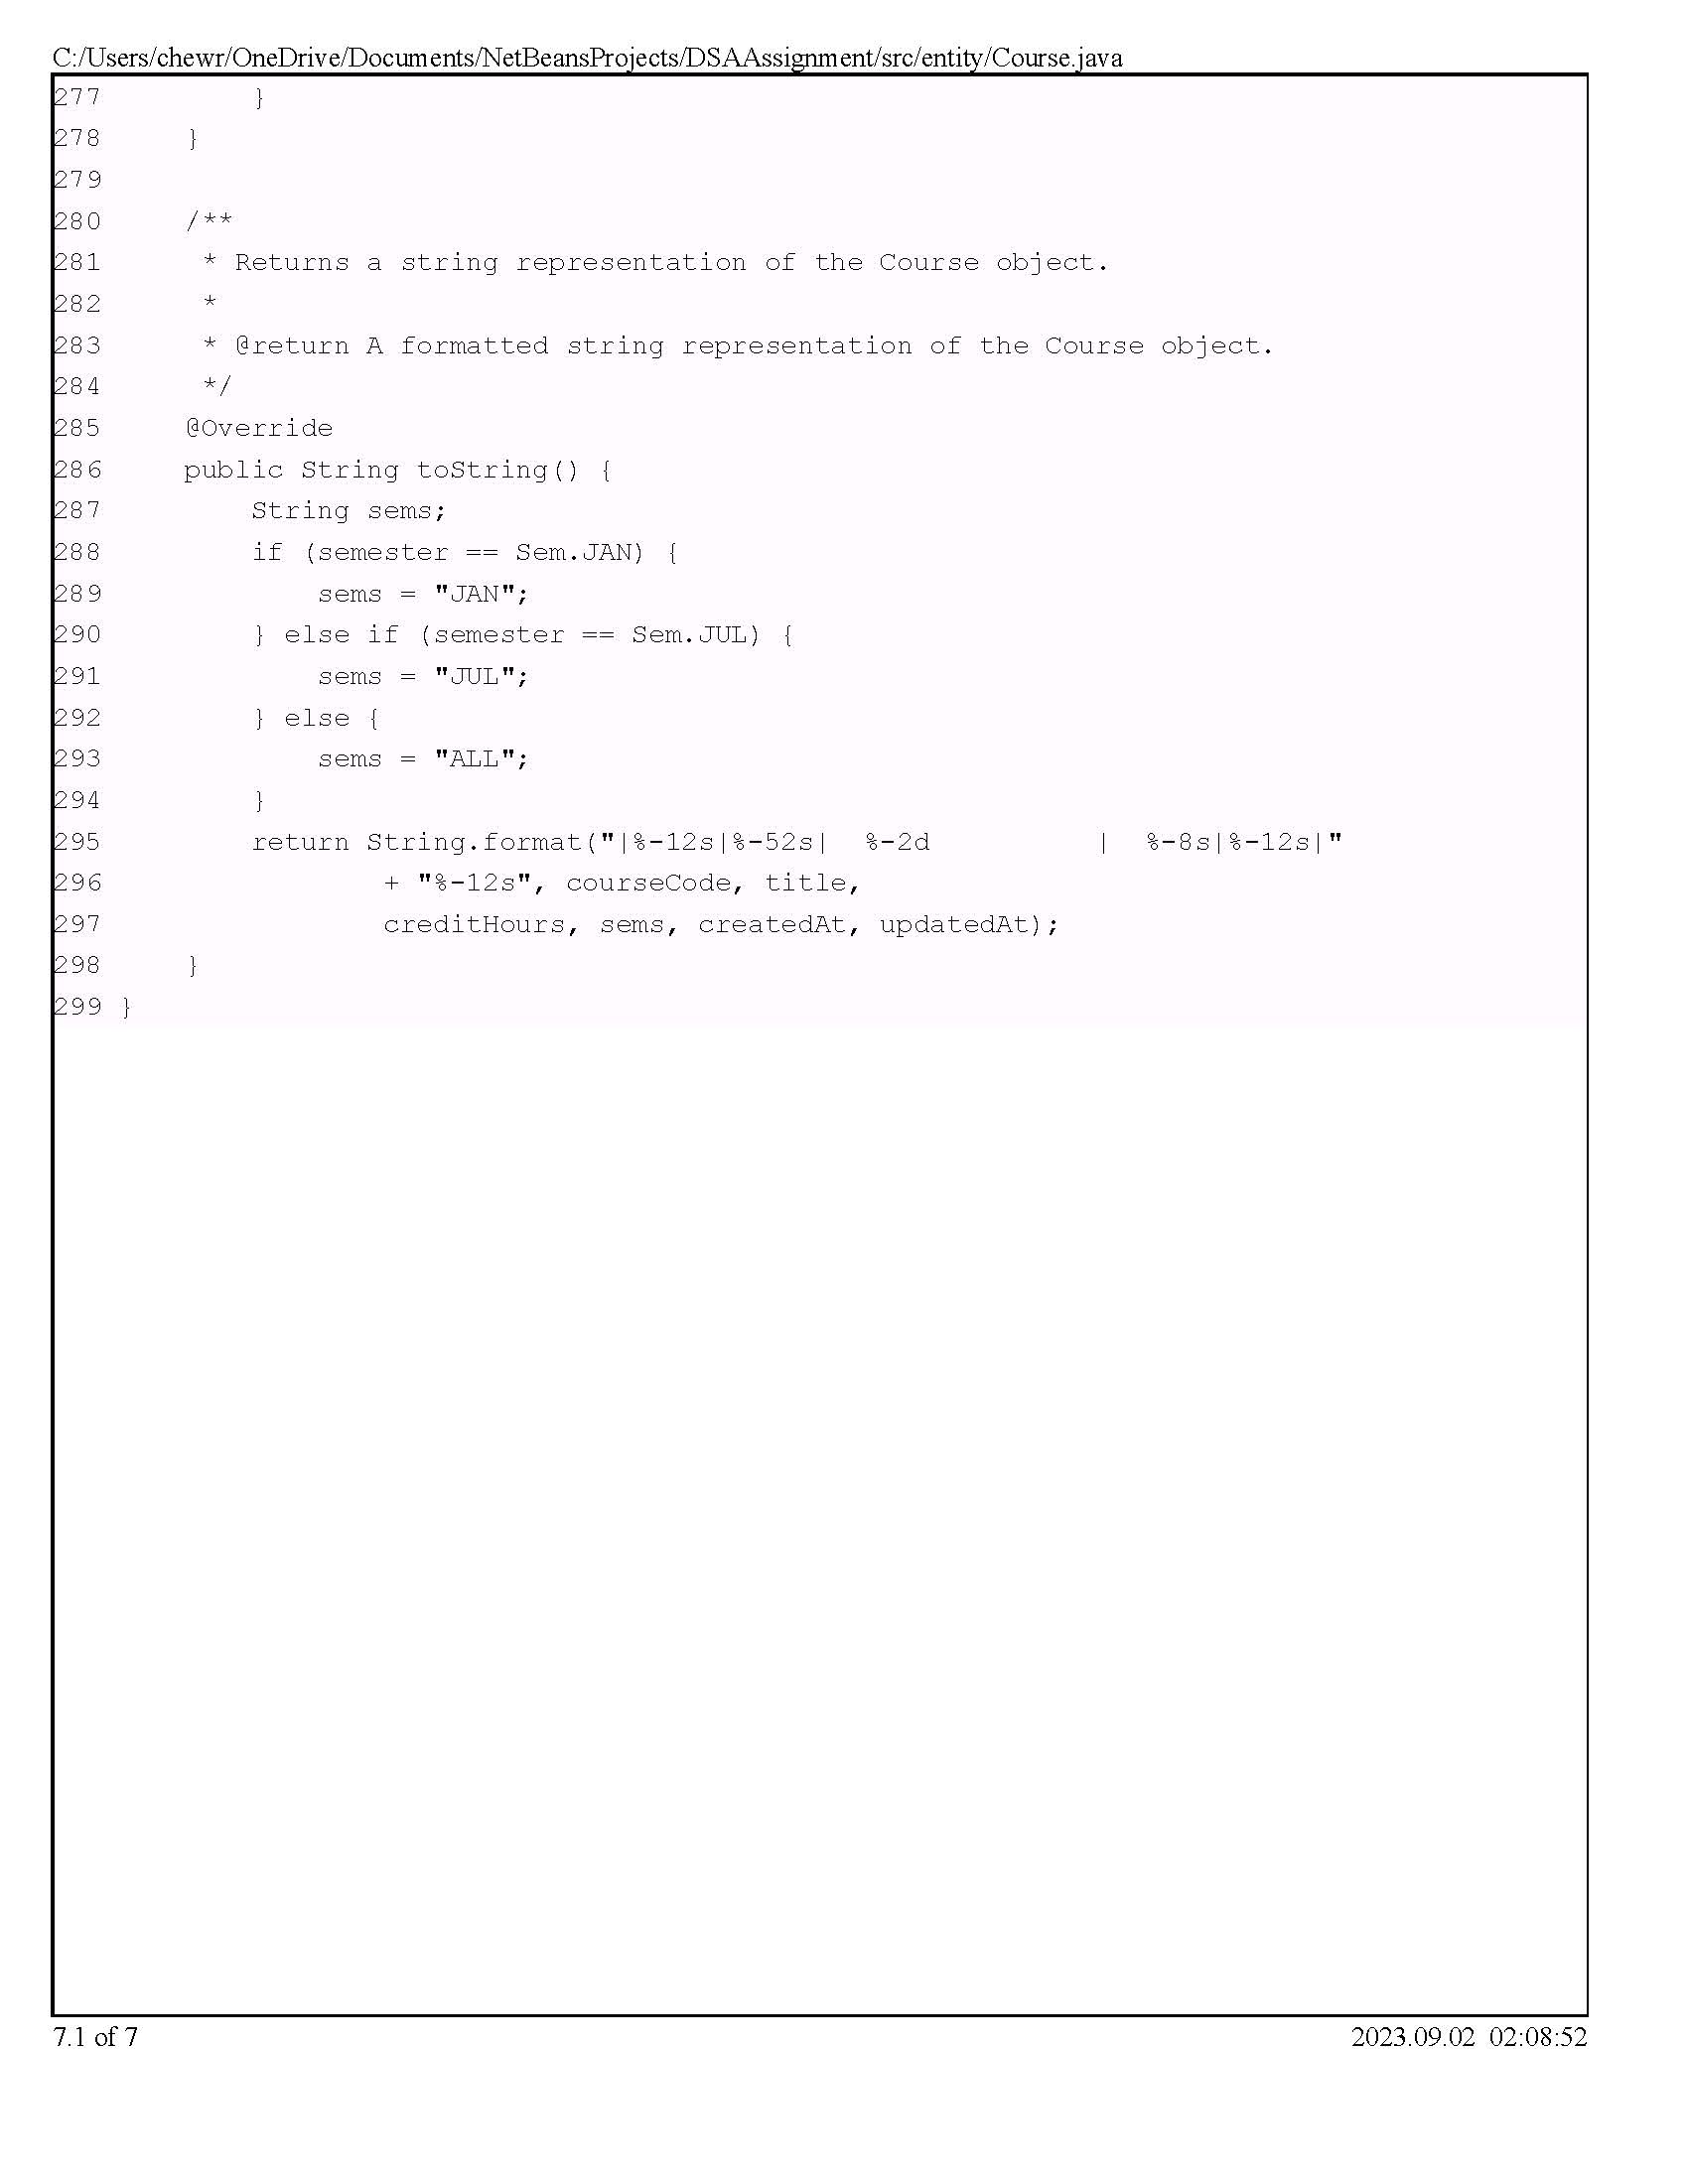 C:/Users/chewr/OneDrive/Documents/NetBeansProjects/DSAAssignment/src/entity/Course.java
277         }
278     }
279
280     /**
281      * Returns a string representation of the Course object.
282      *
283      * @return A formatted string representation of the Course object.
284      */
285     @Override
286     public String toString() {
287         String sems;
288         if (semester == Sem.JAN) {
289             sems = "JAN";
290         } else if (semester == Sem.JUL) {
291             sems = "JUL";
292         } else {
293             sems = "ALL";
294         }
295         return String.format("|%-12s|%-52s|  %-2d          |  %-8s|%-12s|"
296                 + "%-12s", courseCode, title,
297                 creditHours, sems, createdAt, updatedAt);
298     }
299 }
7.1 of 7
2023.09.02  02:08:52